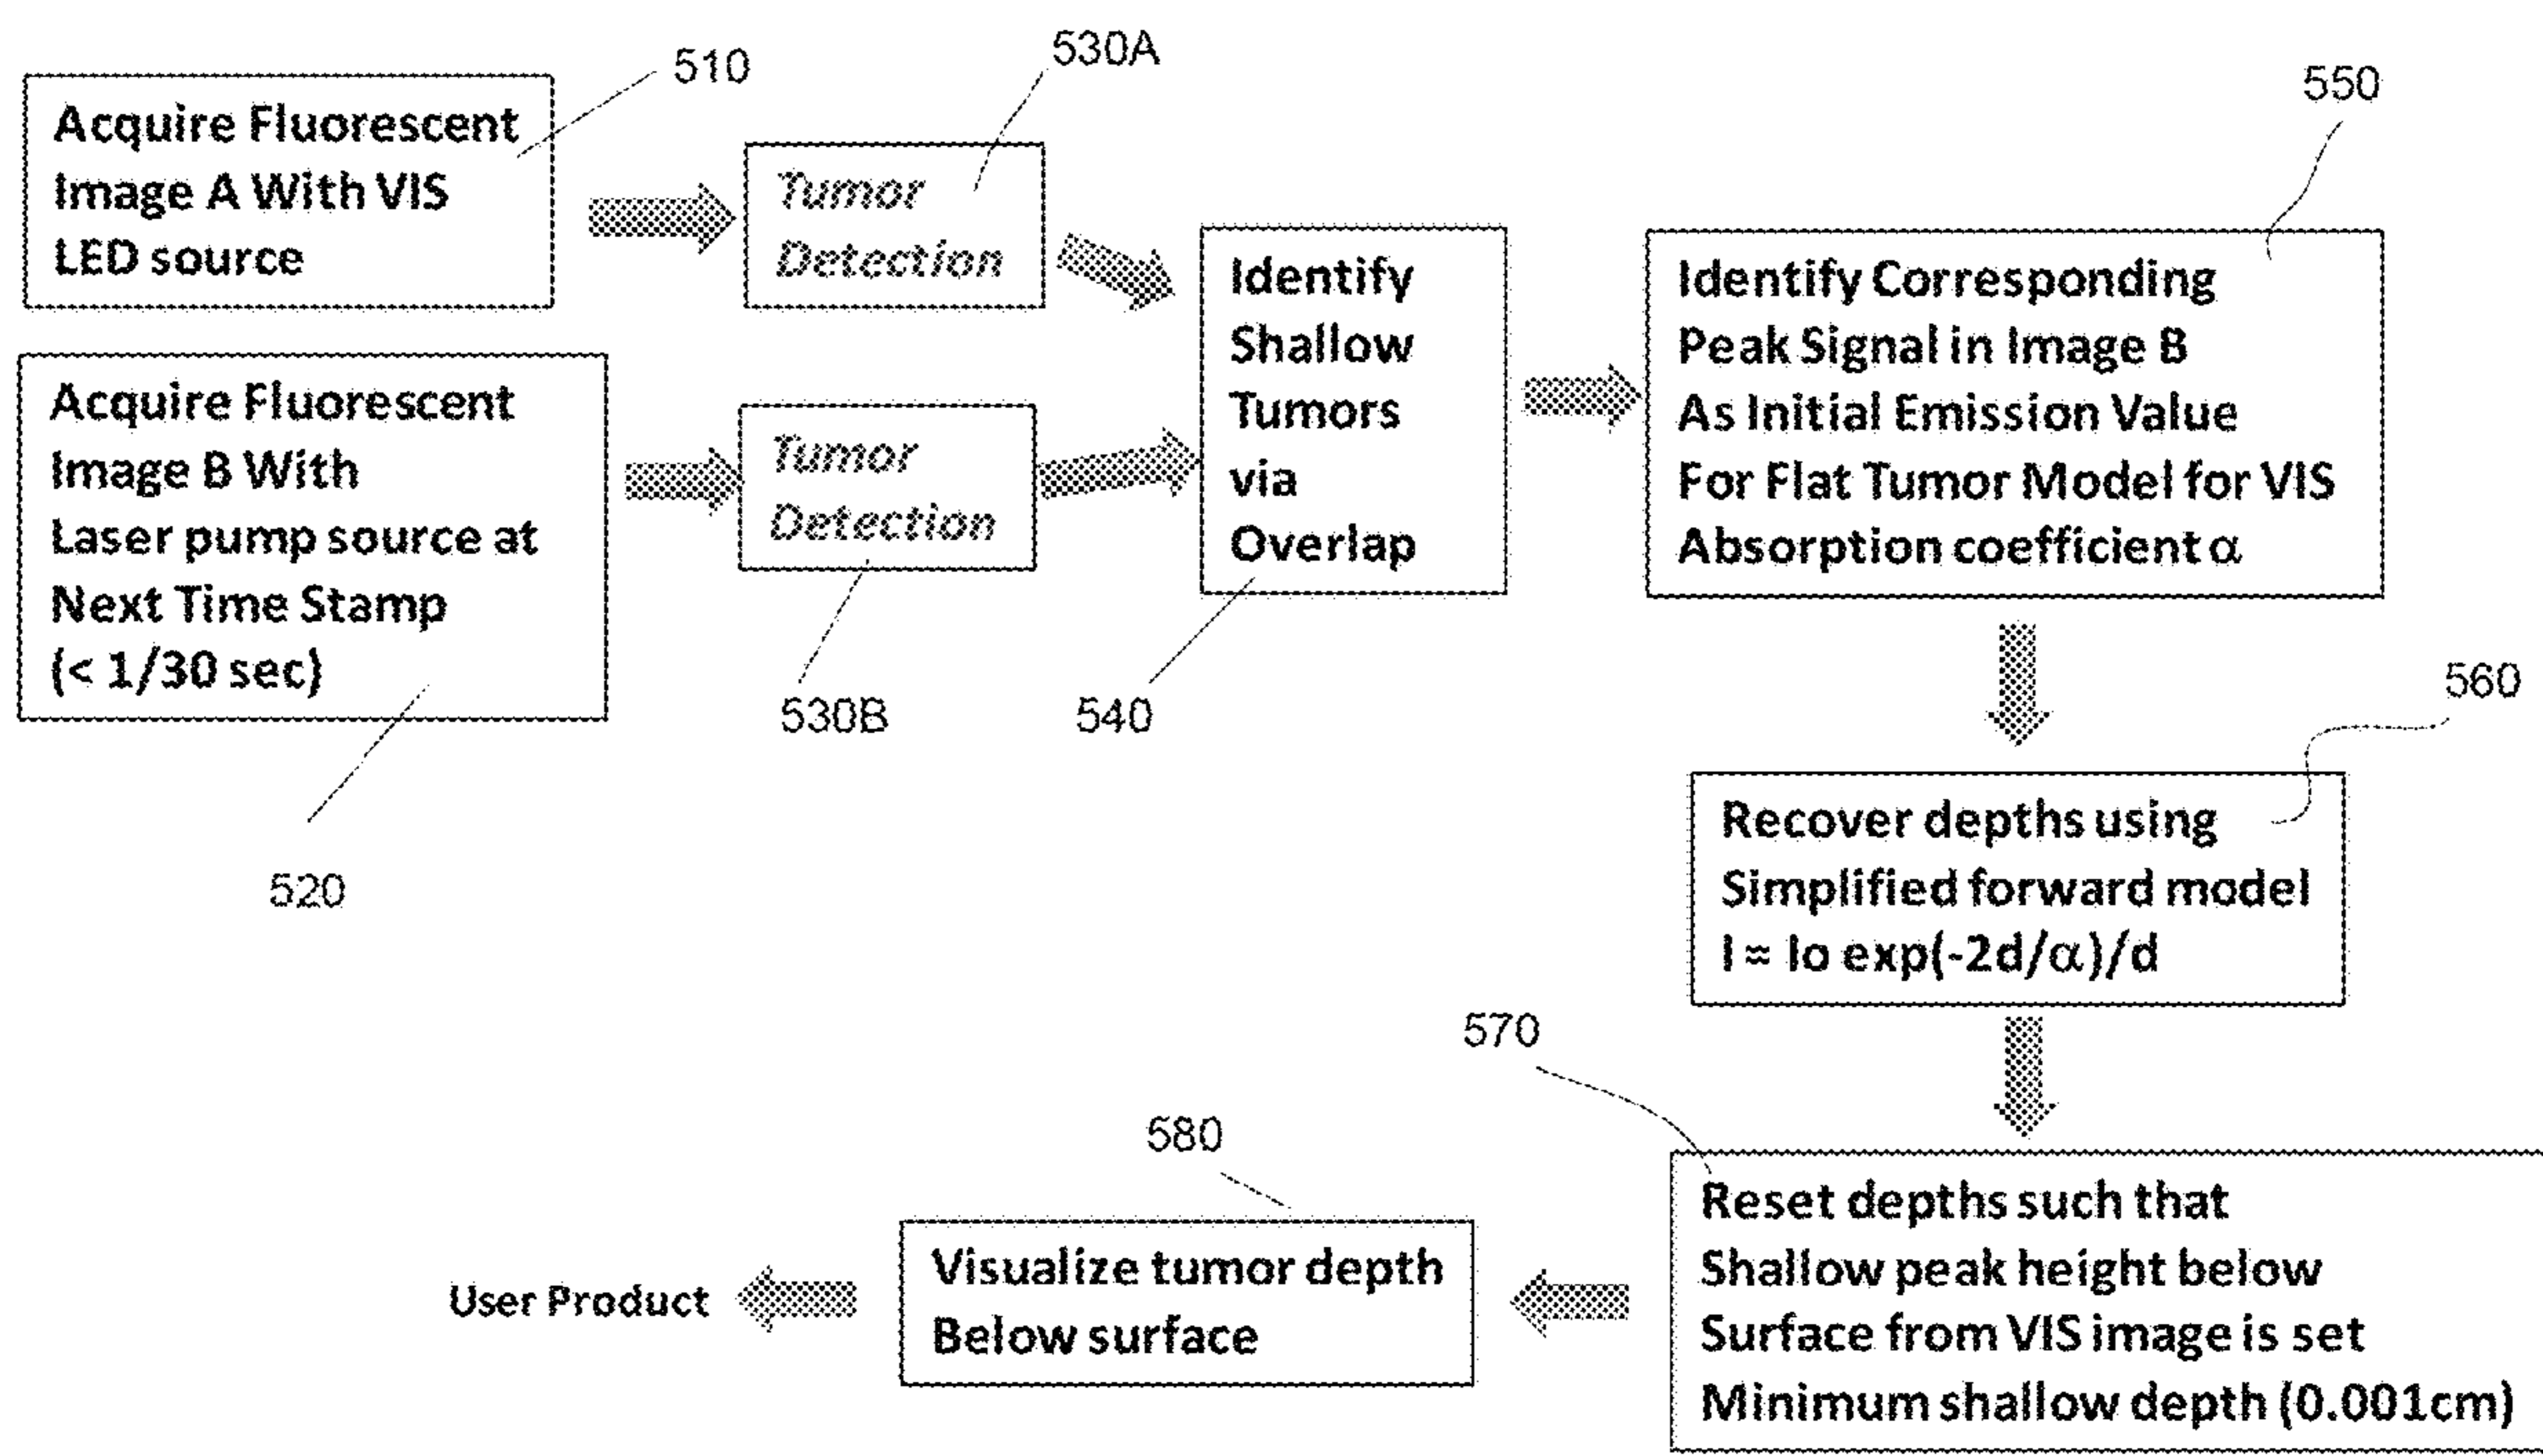 510
Acquire Fluorescent
Image A With VIS
LED source
530A
Tumor
Detection
Acquire Fluorescent
Image B With
Laser pump source at
Next Time Stamp
(< 1/30 sec)
520
Tumor
Detection
530B
Identify
Shallow
Tumors
via
Overlap
540
550
Identify Corresponding
Peak Signal in Image B
As Initial Emission Value
For Flat Tumor Model for VIS
Absorption coefficient α
560
Recover depths using
Simplified forward model
I ≈ Io exp(-2d/α)/d
570
Reset depths such that
Shallow peak height below
Surface from VIS image is set
Minimum shallow depth (0.001cm)
580
Visualize tumor depth
Below surface
User Product